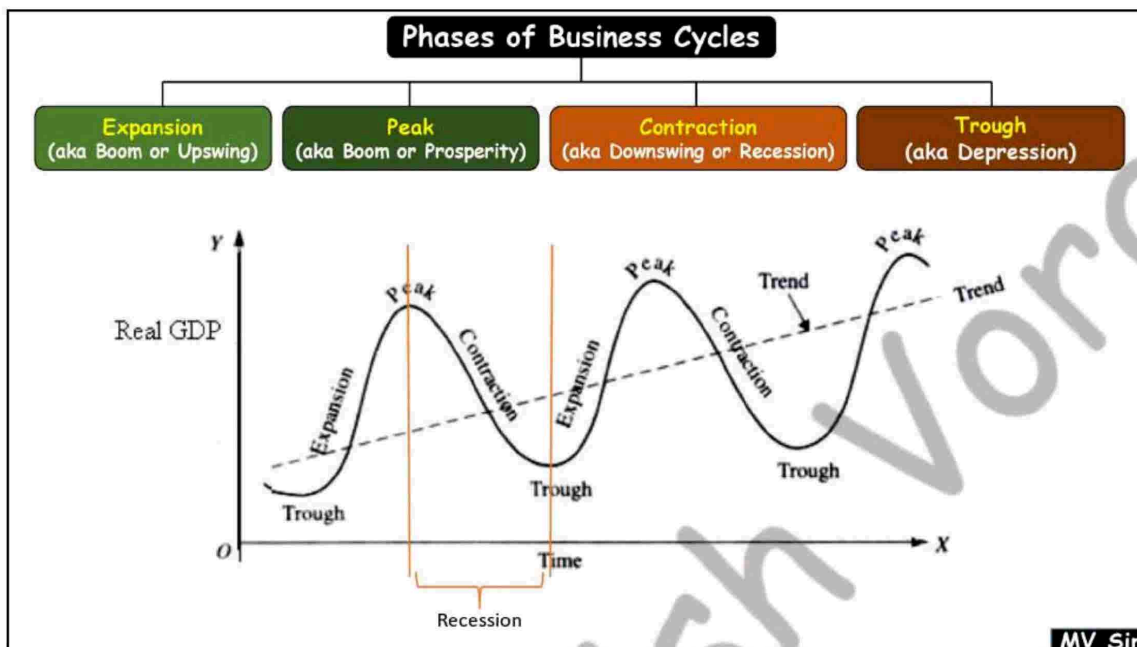 Phases of Business Cycles
Expansion
(aka Boom or Upswing)
Peak
(aka Boom or Prosperity)
Contraction
(aka Downswing or Recession)
Trough
(aka Depression)
Y
Peak
Peak
Peak
Trend
Trend
Real GDP
Expansion
Contraction
Expansion
Contraction
Trough
Trough
Trough
O
X
Time
Recession
MV Sir